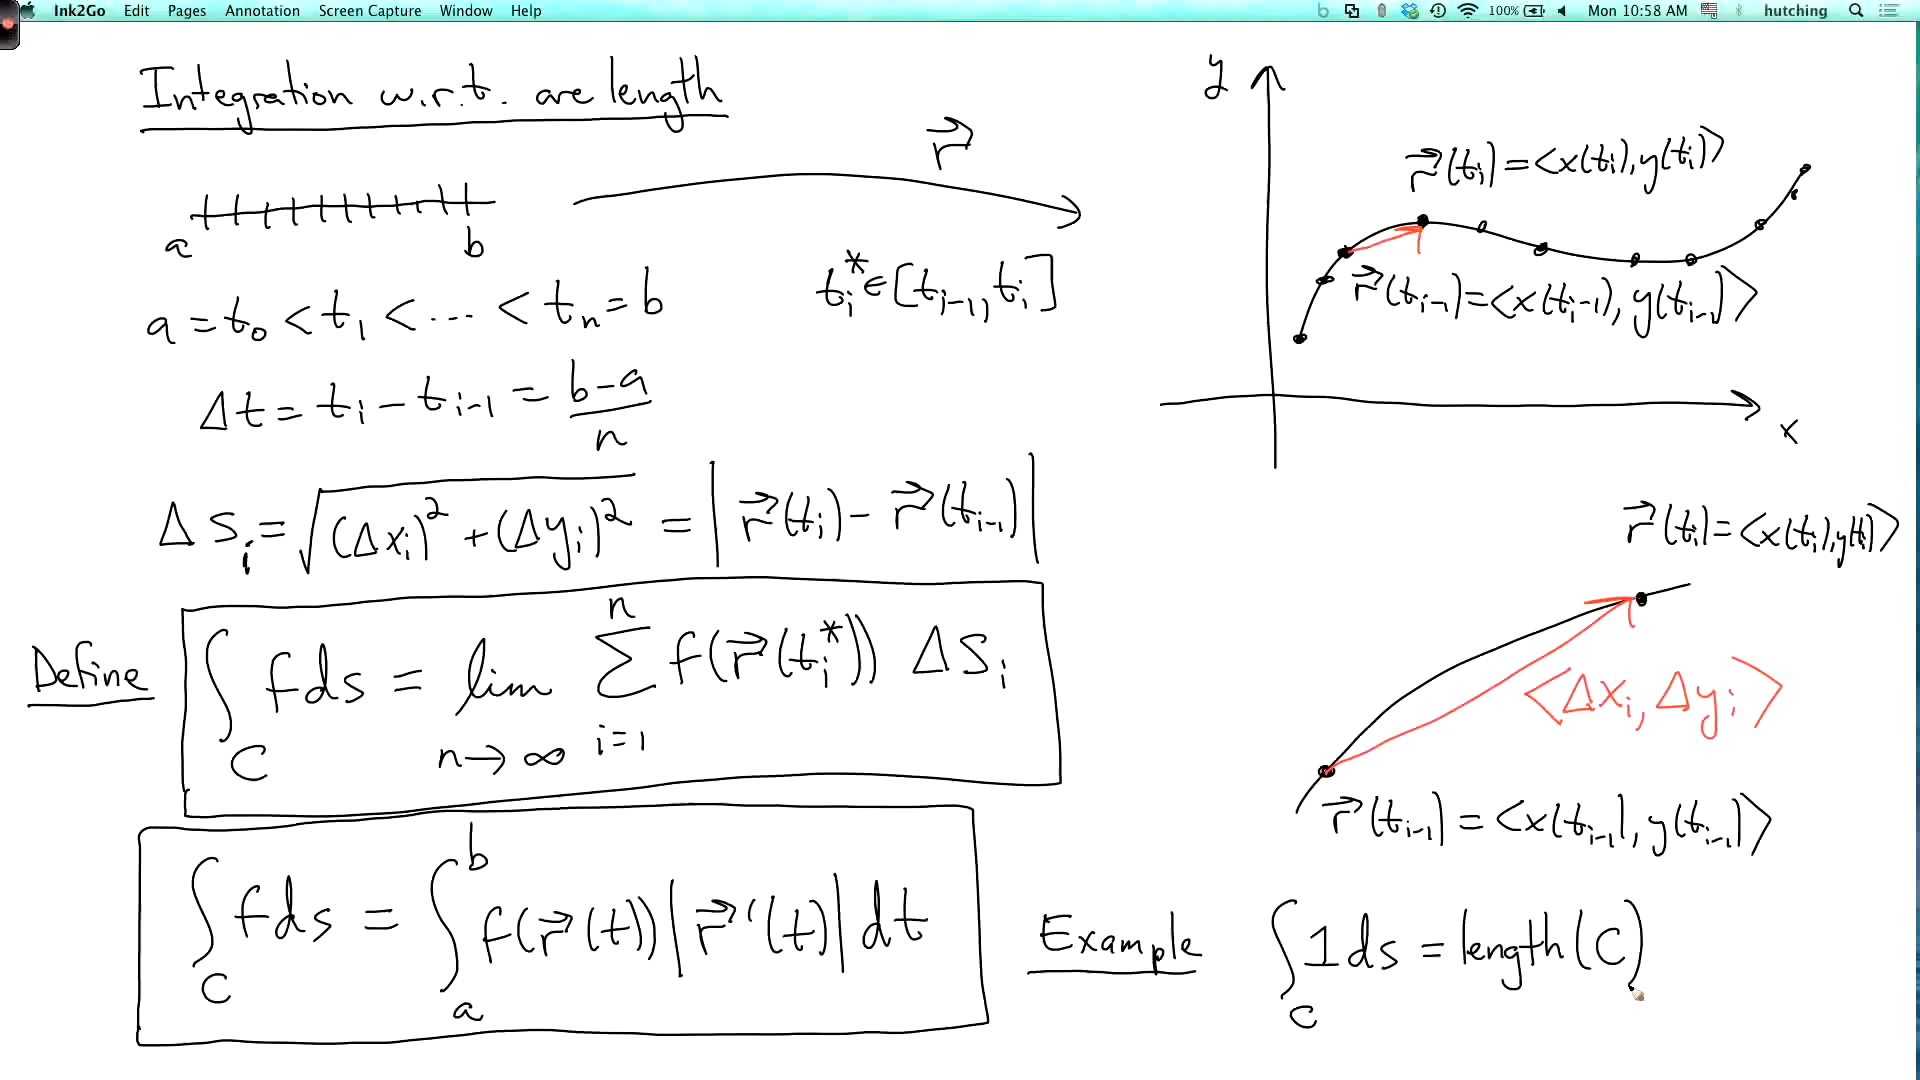 Ink2Go Edit Pages Annotation Screen Capture Window Help 100% Mon 10:58 AM hutching
Integration w.r.t. arc length
r⃗
a b
a = t₀ < t₁ < ... < tₙ = b
tᵢ* ∈ [tᵢ₋₁, tᵢ]
Δt = tᵢ − tᵢ₋₁ = (b−a)/n
Δsᵢ = √((Δxᵢ)² + (Δyᵢ)²) = |r⃗(tᵢ) − r⃗(tᵢ₋₁)|
Define ∫_C f ds = lim_{n→∞} ∑_{i=1}^{n} f(r⃗(tᵢ*)) Δsᵢ
∫_C f ds = ∫_a^b f(r⃗(t)) |r⃗′(t)| dt
y
r⃗(tᵢ) = <x(tᵢ), y(tᵢ)>
r⃗(tᵢ₋₁) = <x(tᵢ₋₁), y(tᵢ₋₁)>
x
r⃗(tᵢ) = <x(tᵢ), y(tᵢ)>
<Δxᵢ, Δyᵢ>
r⃗(tᵢ₋₁) = <x(tᵢ₋₁), y(tᵢ₋₁)>
Example ∫_C 1 ds = length(C)